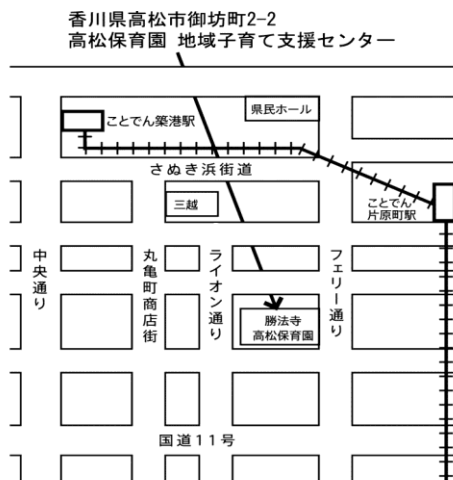 香川県高松市御坊町2-2
高松保育園 地域子育て支援センター
県民ホール
ことでん築港駅
さぬき浜街道
三越
ことでん
片原町駅
中央通り
丸亀町商店街
ライオン通り
フェリー通り
勝法寺
高松保育園
国道11号